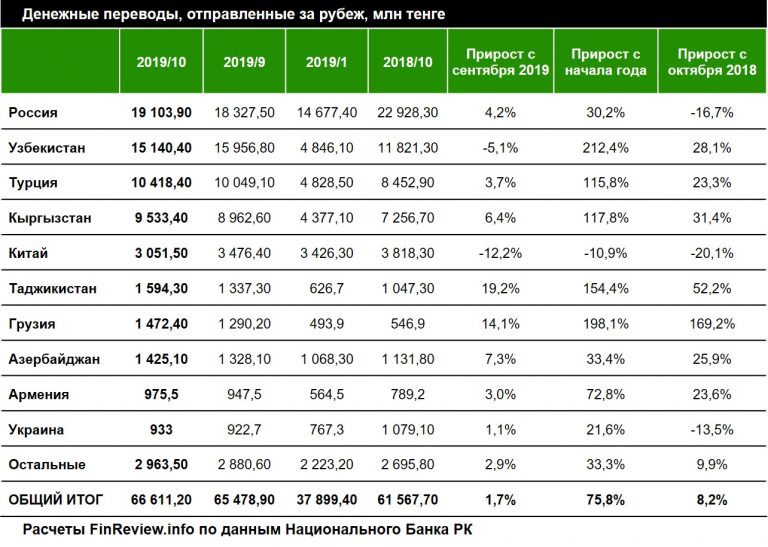 Денежные переводы, отправленные за рубеж, млн тенге
2019/10 2019/9 2019/1 2018/10 Прирост с сентября 2019 Прирост с начала года Прирост с октября 2018
Россия 19 103,90 18 327,50 14 677,40 22 928,30 4,2% 30,2% -16,7%
Узбекистан 15 140,40 15 956,80 4 846,10 11 821,30 -5,1% 212,4% 28,1%
Турция 10 418,40 10 049,10 4 828,50 8 452,90 3,7% 115,8% 23,3%
Кыргызстан 9 533,40 8 962,60 4 377,10 7 256,70 6,4% 117,8% 31,4%
Китай 3 051,50 3 476,40 3 426,30 3 818,30 -12,2% -10,9% -20,1%
Таджикистан 1 594,30 1 337,30 626,7 1 047,30 19,2% 154,4% 52,2%
Грузия 1 472,40 1 290,20 493,9 546,9 14,1% 198,1% 169,2%
Азербайджан 1 425,10 1 328,10 1 068,30 1 131,80 7,3% 33,4% 25,9%
Армения 975,5 947,5 564,5 789,2 3,0% 72,8% 23,6%
Украина 933 922,7 767,3 1 079,10 1,1% 21,6% -13,5%
Остальные 2 963,50 2 880,60 2 223,20 2 695,80 2,9% 33,3% 9,9%
ОБЩИЙ ИТОГ 66 611,20 65 478,90 37 899,40 61 567,70 1,7% 75,8% 8,2%
Расчеты FinReview.info по данным Национального Банка РК